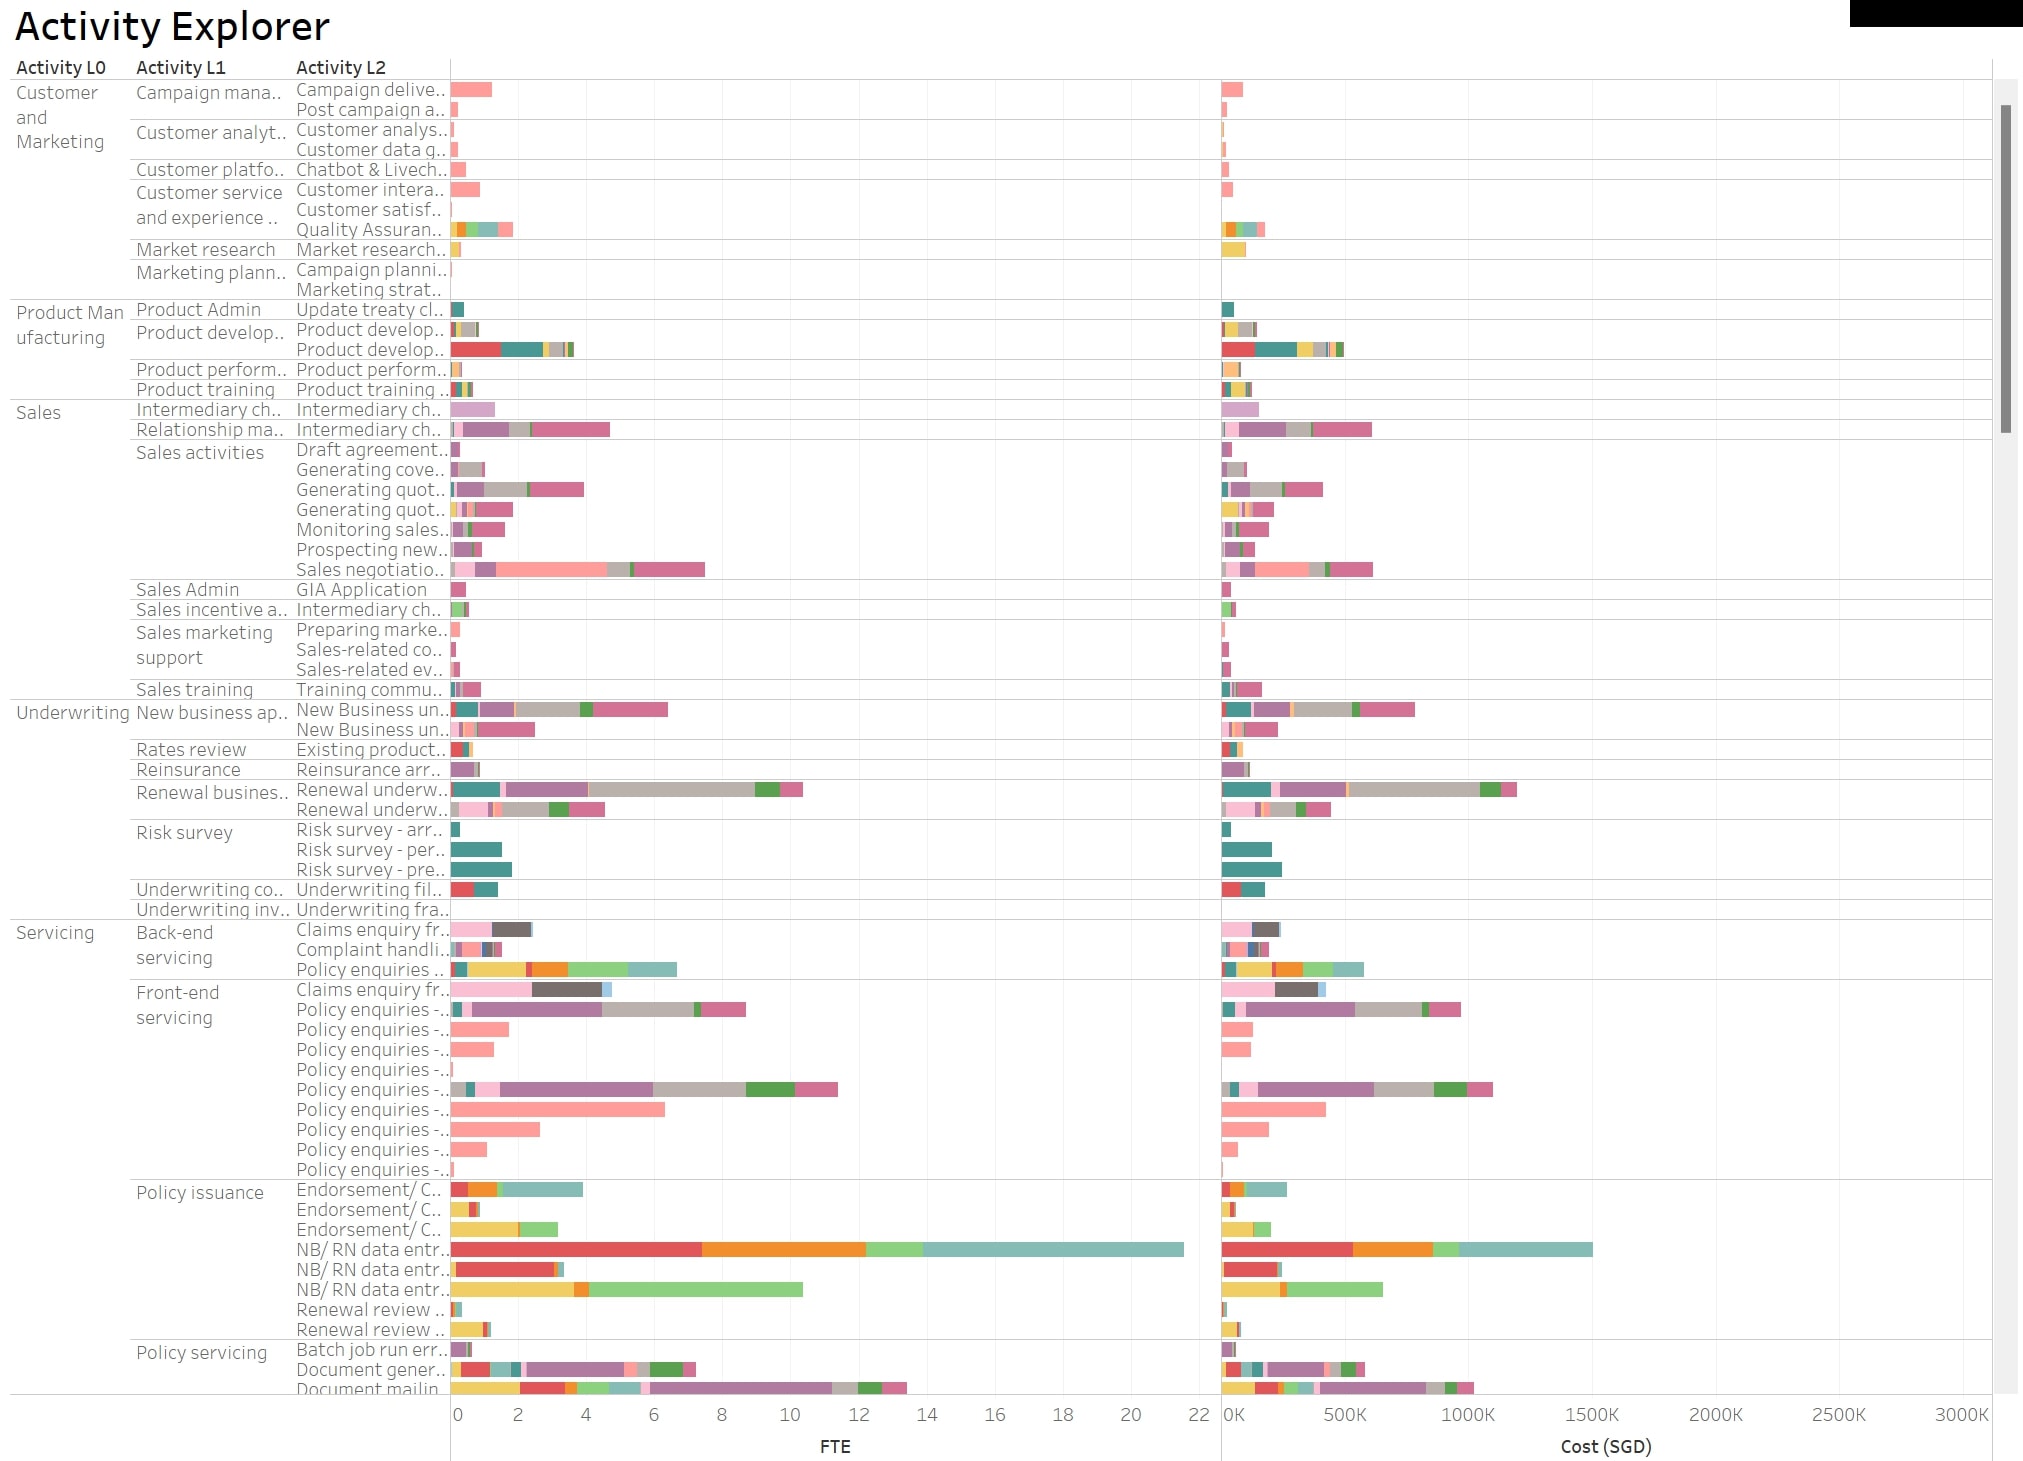 Activity Explorer
Activity L0 Activity L1 Activity L2
Customer and Marketing Campaign mana.. Campaign delive..
Post campaign a..
Customer analyt.. Customer analys..
Customer data g..
Customer platfo.. Chatbot & Livech..
Customer service and experience .. Customer intera..
Customer satisf..
Quality Assuran..
Market research Market research..
Marketing plann.. Campaign planni..
Marketing strat..
Product Man ufacturing Product Admin Update treaty cl..
Product develop.. Product develop..
Product develop..
Product perform.. Product perform..
Product training Product training ..
Sales Intermediary ch.. Intermediary ch..
Relationship ma.. Intermediary ch..
Sales activities Draft agreement..
Generating cove..
Generating quot..
Generating quot..
Monitoring sales..
Prospecting new..
Sales negotiatio..
Sales Admin GIA Application
Sales incentive a.. Intermediary ch..
Sales marketing support Preparing marke..
Sales-related co..
Sales-related ev..
Sales training Training commu..
Underwriting New business ap.. New Business un..
New Business un..
Rates review Existing product..
Reinsurance Reinsurance arr..
Renewal busines.. Renewal underw..
Renewal underw..
Risk survey Risk survey - arr..
Risk survey - per..
Risk survey - pre..
Underwriting co.. Underwriting fil..
Underwriting inv.. Underwriting fra..
Servicing Back-end servicing Claims enquiry fr..
Complaint handli..
Policy enquiries ..
Front-end servicing Claims enquiry fr..
Policy enquiries -..
Policy enquiries -..
Policy enquiries -..
Policy enquiries -..
Policy enquiries -..
Policy enquiries -..
Policy enquiries -..
Policy enquiries -..
Policy enquiries -..
Policy issuance Endorsement/ C..
Endorsement/ C..
Endorsement/ C..
NB/ RN data entr..
NB/ RN data entr..
NB/ RN data entr..
Renewal review ..
Renewal review ..
Policy servicing Batch job run err..
Document gener..
Document mailin..
0 2 4 6 8 10 12 14 16 18 20 22 0K 500K 1000K 1500K 2000K 2500K 3000K
FTE Cost (SGD)